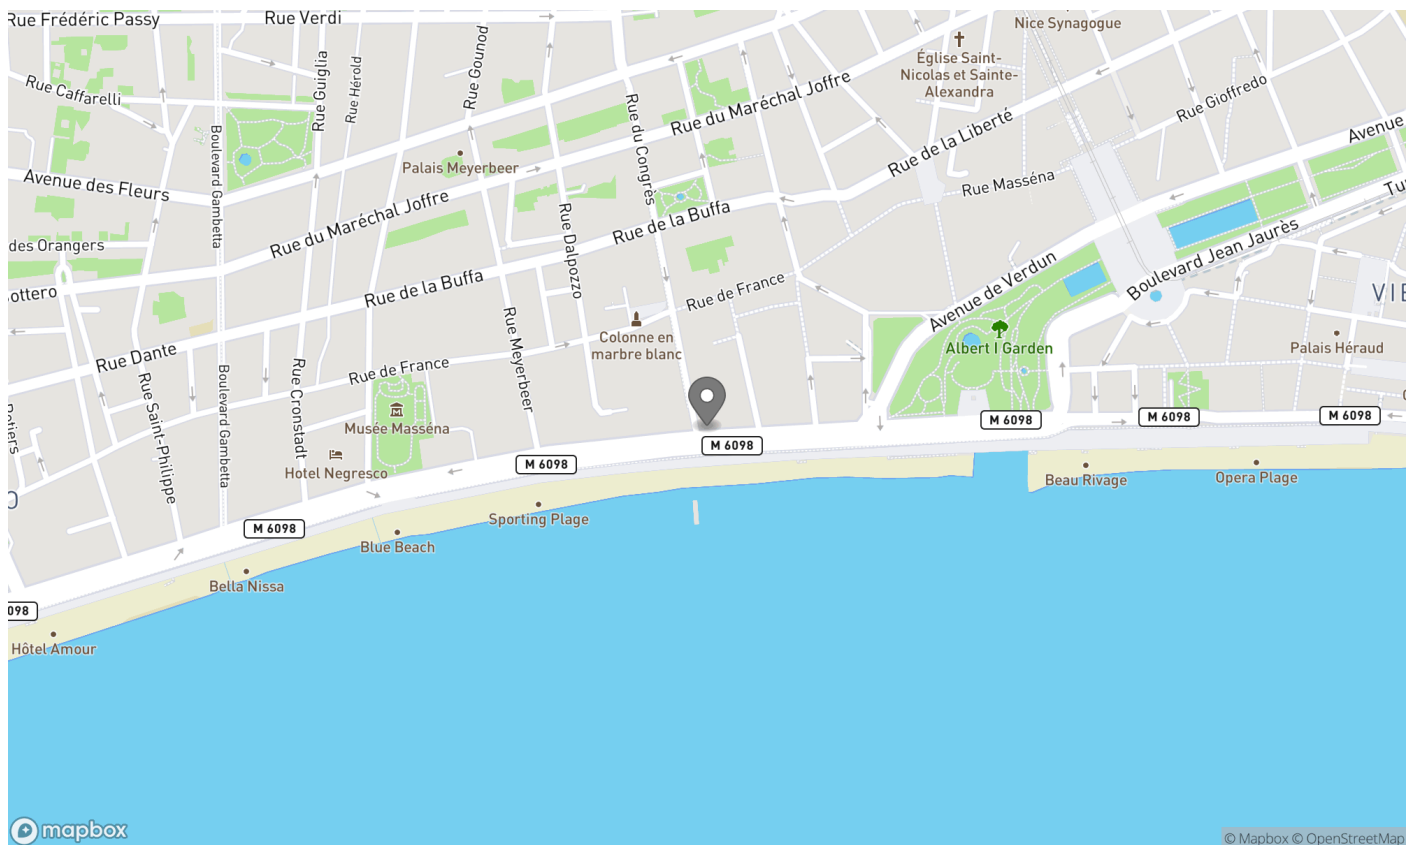 Rue Frédéric Passy
Rue Verdi
Nice Synagogue
Rue Gounod
Rue Guiglia
Rue Hérold
Église Saint-
Nicolas et Sainte-
Alexandra
Rue Caffarelli
Rue du Maréchal Joffre
Rue Gioffredo
Rue du Congrès
Rue de la Liberté
Avenue
Boulevard Gambetta
Palais Meyerbeer
Avenue des Fleurs
Rue Masséna
Rue du Maréchal Joffre
Rue de la Buffa
Rue Dalpozzo
des Orangers
Boulevard Jean Jaurès
Avenue de Verdun
Rue de la Buffa
Rue de France
Colonne en
marbre blanc
Albert I Garden
Palais Héraud
Rue Dante
Rue Meyerbeer
Rue de France
Rue Saint-Philippe
Boulevard Gambetta
Rue Cronstadt
Musée Masséna
M 6098
M 6098
M 6098
M 6098
M 6098
Hotel Negresco
Beau Rivage
Opera Plage
Sporting Plage
M 6098
Blue Beach
Bella Nissa
098
Hôtel Amour
mapbox
© Mapbox © OpenStreetMap